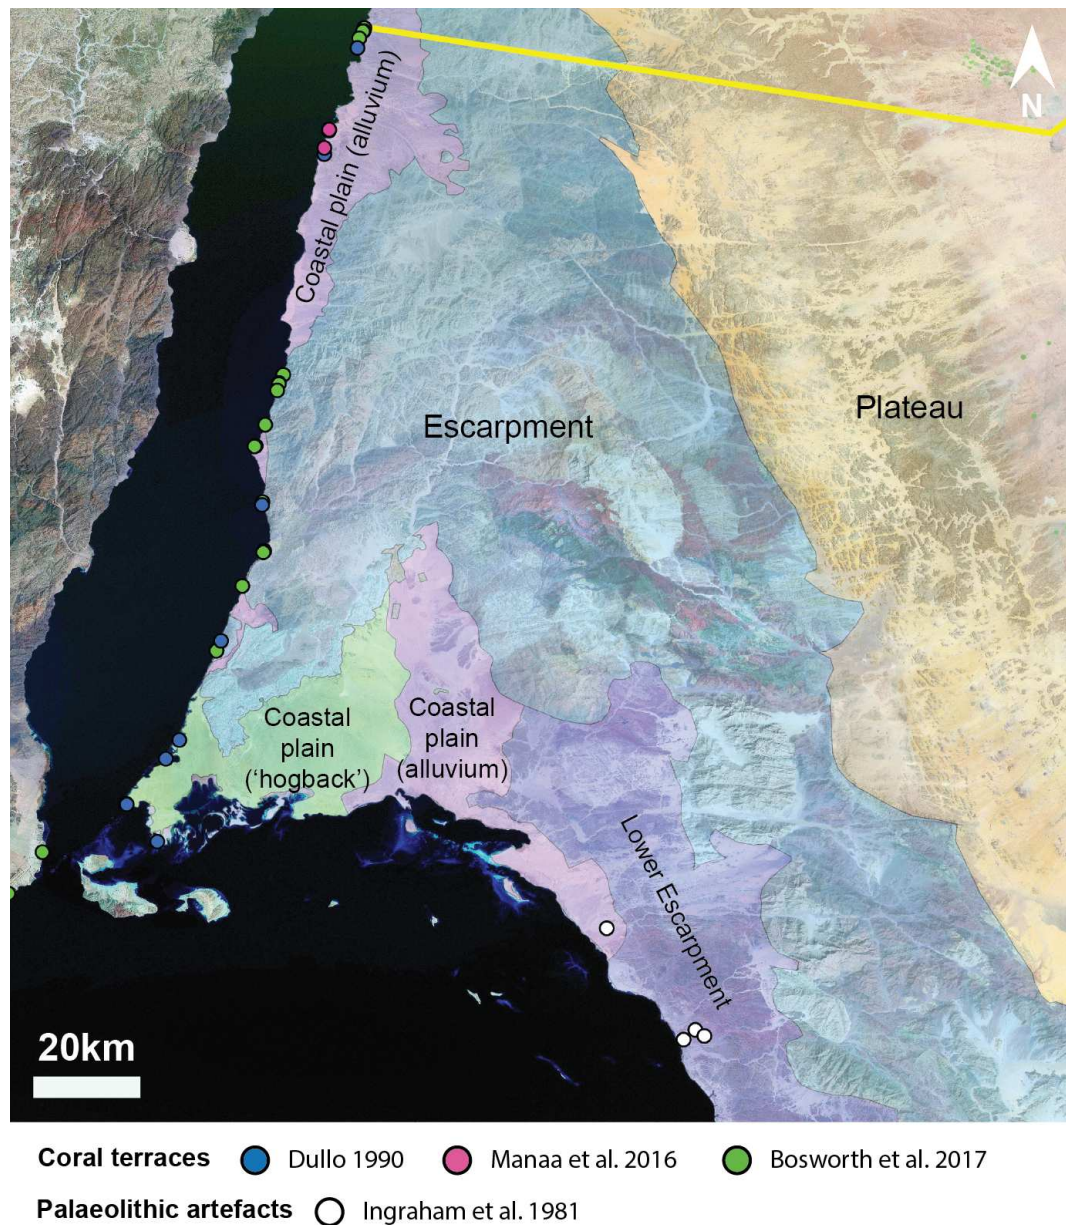 N
Coastal plain (alluvium)
Escarpment
Plateau
Coastal
plain
('hogback')
Coastal
plain
(alluvium)
Lower Escarpment
20km
Coral terraces Dullo 1990 Manaa et al. 2016 Bosworth et al. 2017
Palaeolithic artefacts Ingraham et al. 1981